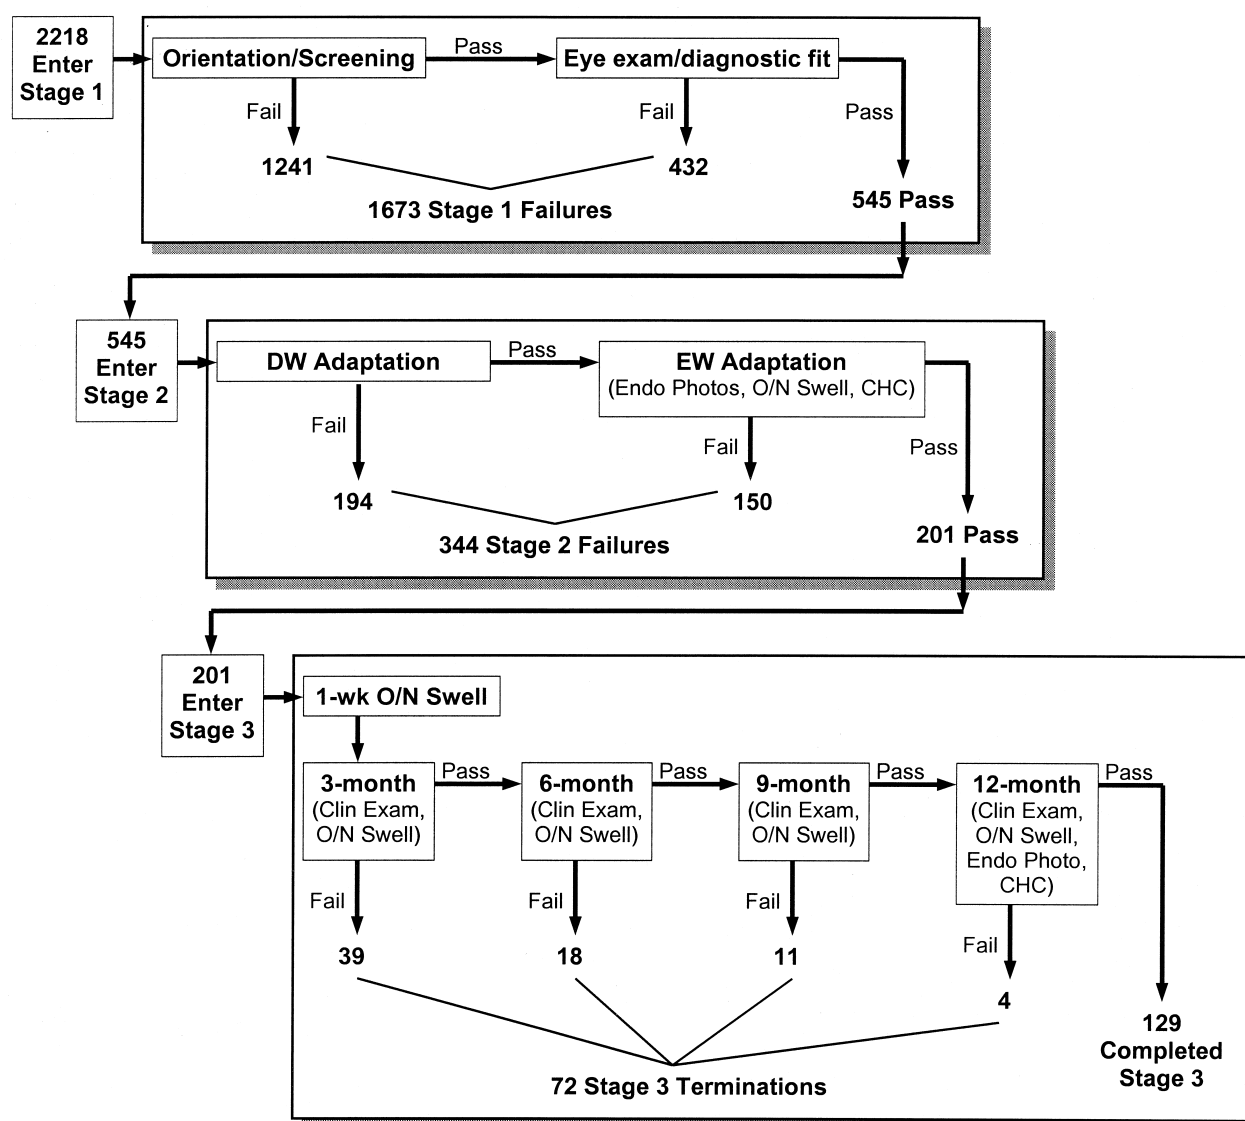 2218
Enter
Stage 1
Orientation/Screening
Pass
Eye exam/diagnostic fit
Fail
Fail
Pass
1241
432
1673 Stage 1 Failures
545 Pass
545
Enter
Stage 2
DW Adaptation
Pass
EW Adaptation
(Endo Photos, O/N Swell, CHC)
Fail
Fail
Pass
194
150
344 Stage 2 Failures
201 Pass
201
Enter
Stage 3
1-wk O/N Swell
3-month
(Clin Exam,
O/N Swell)
Pass
6-month
(Clin Exam,
O/N Swell)
Pass
9-month
(Clin Exam,
O/N Swell)
Pass
12-month
(Clin Exam,
O/N Swell,
Endo Photo,
CHC)
Pass
Fail
Fail
Fail
Fail
39
18
11
4
72 Stage 3 Terminations
129
Completed
Stage 3